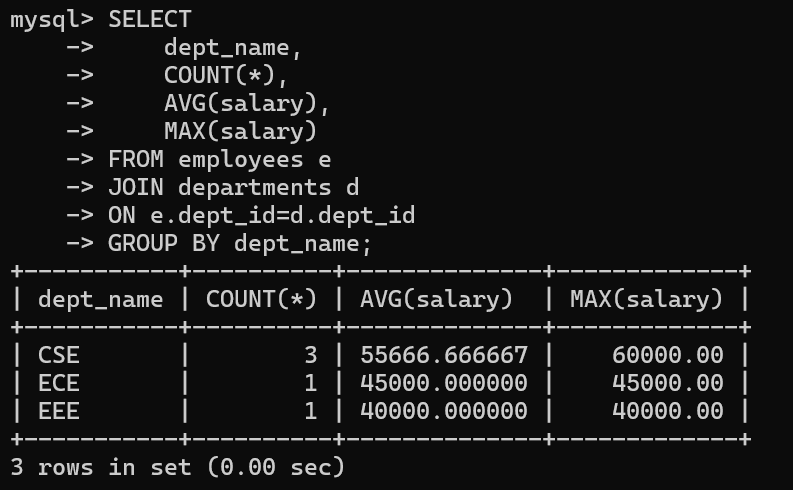 mysql> SELECT
    ->     dept_name,
    ->     COUNT(*),
    ->     AVG(salary),
    ->     MAX(salary)
    -> FROM employees e
    -> JOIN departments d
    -> ON e.dept_id=d.dept_id
    -> GROUP BY dept_name;
+-----------+----------+--------------+-------------+
| dept_name | COUNT(*) | AVG(salary)  | MAX(salary) |
+-----------+----------+--------------+-------------+
| CSE       |        3 | 55666.666667 |    60000.00 |
| ECE       |        1 | 45000.000000 |    45000.00 |
| EEE       |        1 | 40000.000000 |    40000.00 |
+-----------+----------+--------------+-------------+
3 rows in set (0.00 sec)